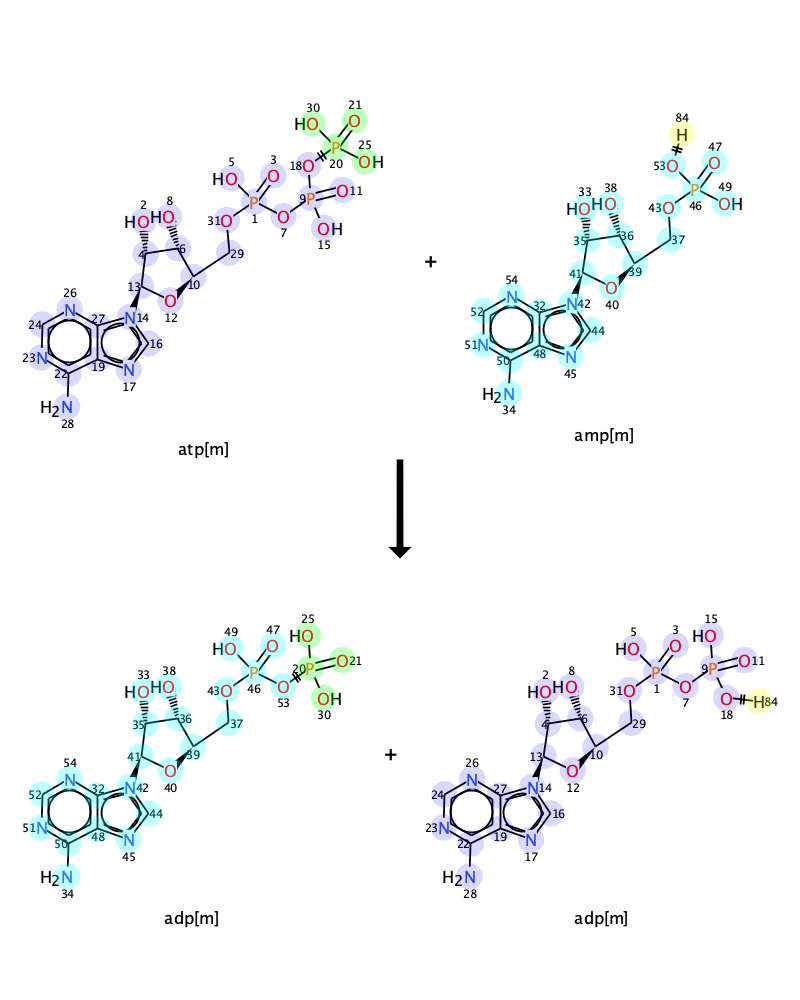 84
H
30 21
HO O
25
P OH
20
18 O
5 3
HO O
P
1
9 P O 11
O
7
OH
15
2 8
HO HO
31 O
4 6
29
13 10
O
12
26
N
24 27 N 14
16
23 N 19
22 N
17
H2N
28
atp[m]
+
53 O 47
O
49
P OH
46
33 38
HO HO
43 O
35 36
37
41 39
O
40
54
N
52 32 N 42
44
51 N 48
50 N
45
H2N
34
amp[m]
49 47 25
HO O HO
20 P O 21
P
46
O
53
OH
30
33 38
HO HO
43 O
35 36
37
41 39
O
40
54
N
52 32 N 42
44
51 N 48
50 N
45
H2N
34
adp[m]
+
5 3 15
HO O HO
9 P O 11
P
1
O
7
O H 84
18
2 8
HO HO
31 O
4 6
29
13 10
O
12
26
N
24 27 N 14
16
23 N 19
22 N
17
H2N
28
adp[m]